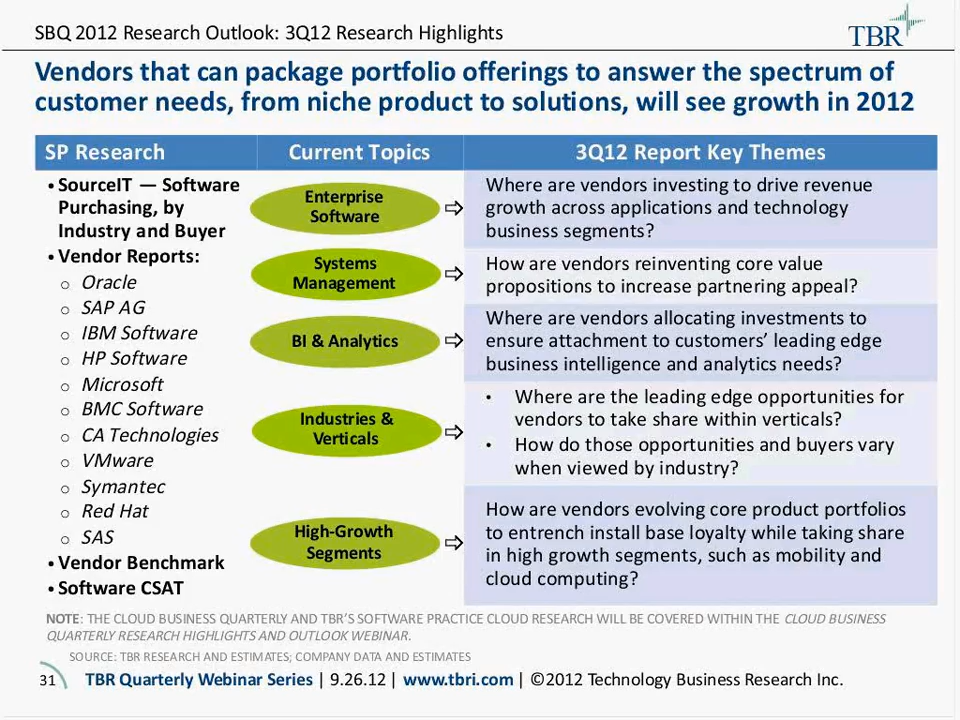 SBQ 2012 Research Outlook: 3Q12 Research Highlights
TBR
Vendors that can package portfolio offerings to answer the spectrum of
customer needs, from niche product to solutions, will see growth in 2012
SP Research
Current Topics
3Q12 Report Key Themes
• SourceIT — Software
Purchasing, by
Industry and Buyer
• Vendor Reports:
o Oracle
o SAP AG
o IBM Software
o HP Software
o Microsoft
o BMC Software
o CA Technologies
o VMware
o Symantec
o Red Hat
o SAS
• Vendor Benchmark
• Software CSAT
Enterprise
Software
⇨
Where are vendors investing to drive revenue
growth across applications and technology
business segments?
Systems
Management
⇨
How are vendors reinventing core value
propositions to increase partnering appeal?
BI & Analytics
⇨
Where are vendors allocating investments to
ensure attachment to customers’ leading edge
business intelligence and analytics needs?
Industries &
Verticals
⇨
• Where are the leading edge opportunities for
vendors to take share within verticals?
• How do those opportunities and buyers vary
when viewed by industry?
High-Growth
Segments
⇨
How are vendors evolving core product portfolios
to entrench install base loyalty while taking share
in high growth segments, such as mobility and
cloud computing?
NOTE: THE CLOUD BUSINESS QUARTERLY AND TBR’S SOFTWARE PRACTICE CLOUD RESEARCH WILL BE COVERED WITHIN THE CLOUD BUSINESS
QUARTERLY RESEARCH HIGHLIGHTS AND OUTLOOK WEBINAR.
SOURCE: TBR RESEARCH AND ESTIMATES; COMPANY DATA AND ESTIMATES
31
TBR Quarterly Webinar Series | 9.26.12 | www.tbri.com | ©2012 Technology Business Research Inc.